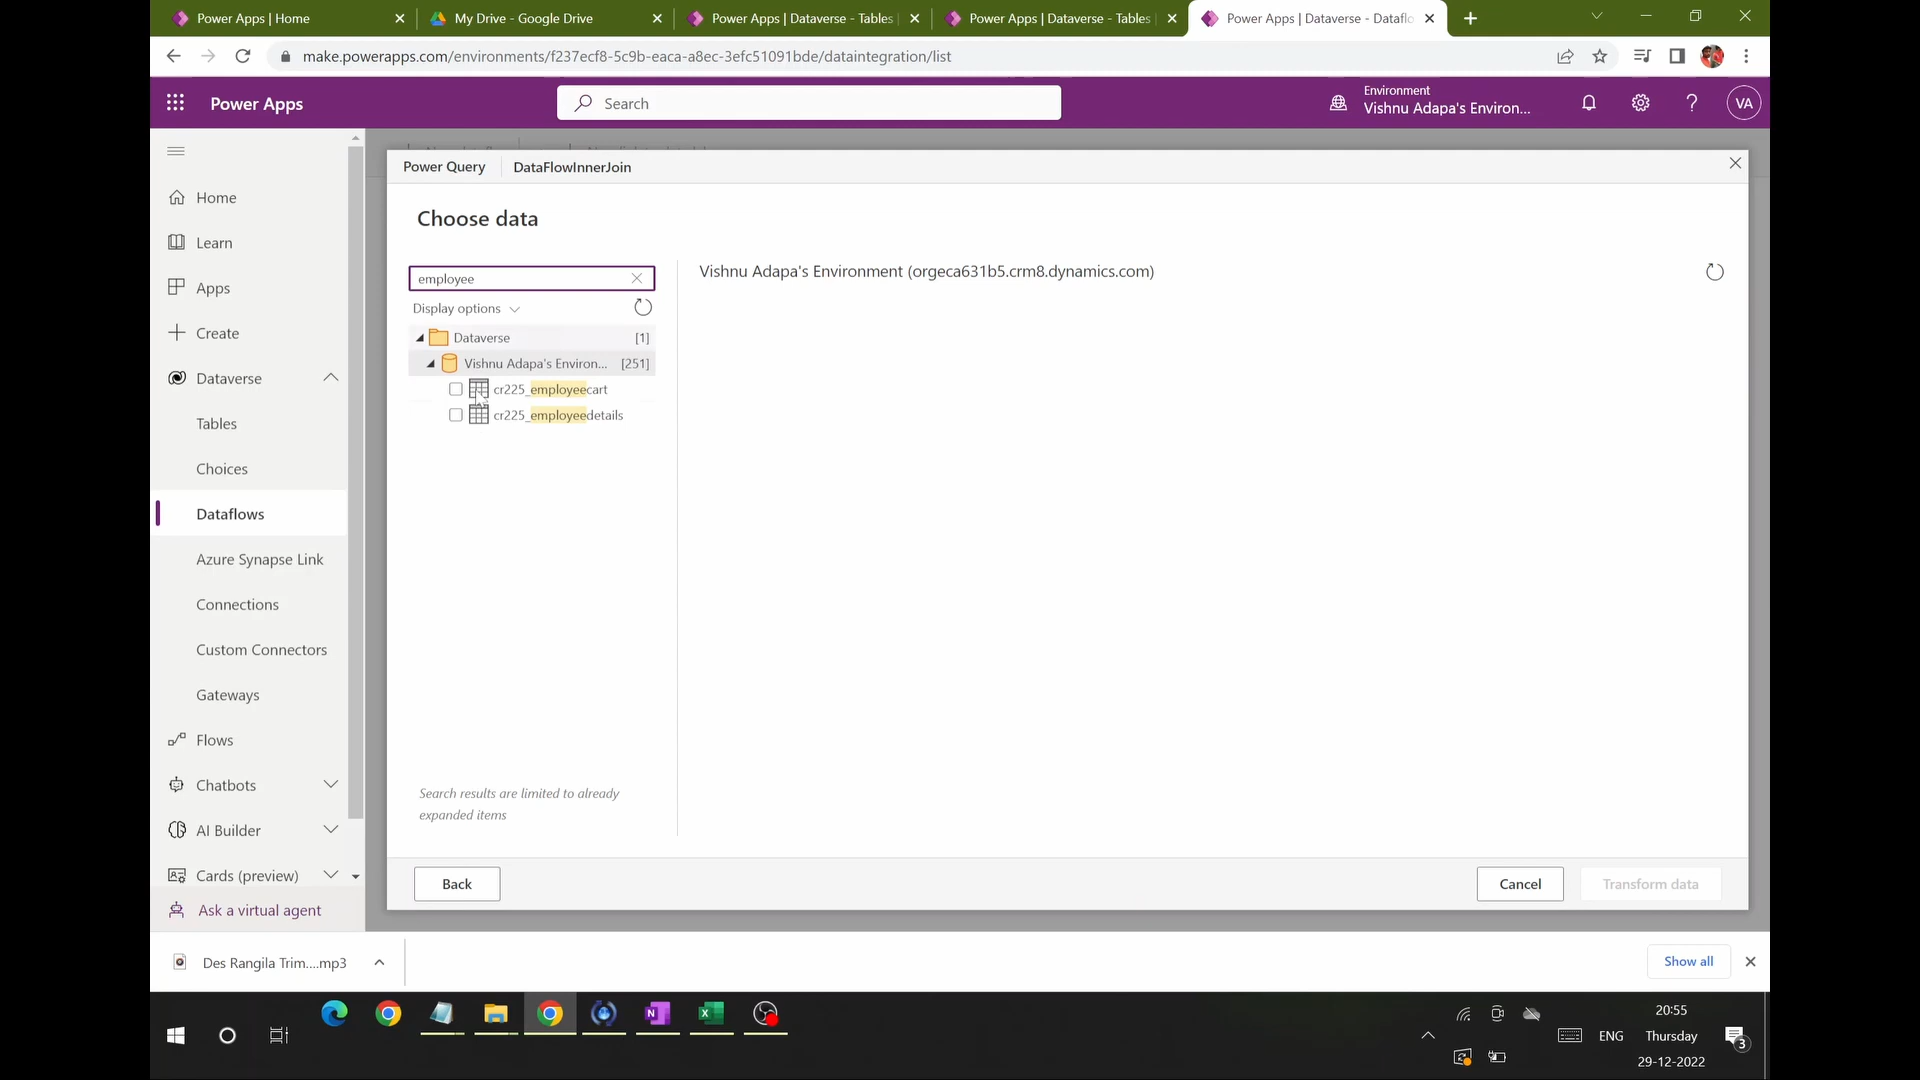 Power Apps | Home
My Drive - Google Drive
Power Apps | Dataverse - Tables
Power Apps | Dataverse - Tables
Power Apps | Dataverse - Dataflo
make.powerapps.com/environments/f237ecf8-5c9b-eaca-a8ec-3efc51091bde/dataintegration/list
Power Apps
Search
Environment
Vishnu Adapa's Environ...
VA
Home
Learn
Apps
Create
Dataverse
Tables
Choices
Dataflows
Azure Synapse Link
Connections
Custom Connectors
Gateways
Flows
Chatbots
AI Builder
Cards (preview)
Ask a virtual agent
Power Query
DataFlowInnerJoin
Choose data
employee
Display options
Dataverse [1]
Vishnu Adapa's Environ... [251]
cr225_employeecart
cr225_employeedetails
Search results are limited to already
expanded items
Vishnu Adapa's Environment (orgeca631b5.crm8.dynamics.com)
Back
Cancel
Transform data
Des Rangila Trim....mp3
Show all
20:55
ENG
Thursday
29-12-2022
3